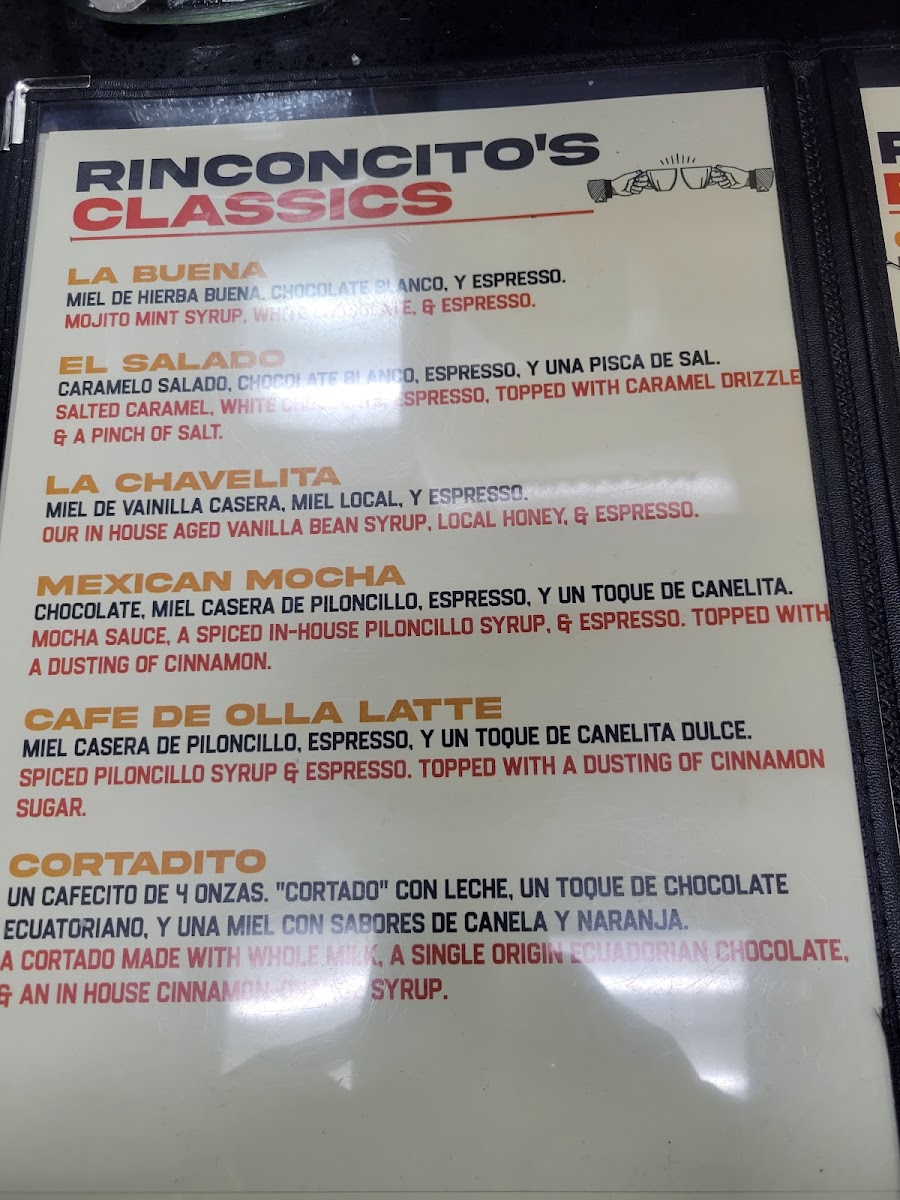 RINCONCITO'S
CLASSICS
LA BUENA
MIEL DE HIERBA BUENA, CHOCOLATE BLANCO, Y ESPRESSO.
MOJITO MINT SYRUP, WHITE CHOCOLATE, & ESPRESSO.
EL SALADO
CARAMELO SALADO, CHOCOLATE BLANCO, ESPRESSO, Y UNA PISCA DE SAL.
SALTED CARAMEL, WHITE CHOCOLATE, ESPRESSO, TOPPED WITH CARAMEL DRIZZLE
& A PINCH OF SALT.
LA CHAVELITA
MIEL DE VAINILLA CASERA, MIEL LOCAL, Y ESPRESSO.
OUR IN HOUSE AGED VANILLA BEAN SYRUP, LOCAL HONEY, & ESPRESSO.
MEXICAN MOCHA
CHOCOLATE, MIEL CASERA DE PILONCILLO, ESPRESSO, Y UN TOQUE DE CANELITA.
MOCHA SAUCE, A SPICED IN-HOUSE PILONCILLO SYRUP, & ESPRESSO. TOPPED WITH
A DUSTING OF CINNAMON.
CAFE DE OLLA LATTE
MIEL CASERA DE PILONCILLO, ESPRESSO, Y UN TOQUE DE CANELITA DULCE.
SPICED PILONCILLO SYRUP & ESPRESSO. TOPPED WITH A DUSTING OF CINNAMON
SUGAR.
CORTADITO
UN CAFECITO DE 4 ONZAS. "CORTADO" CON LECHE, UN TOQUE DE CHOCOLATE
ECUATORIANO, Y UNA MIEL CON SABORES DE CANELA Y NARANJA.
A CORTADO MADE WITH WHOLE MILK, A SINGLE ORIGIN ECUADORIAN CHOCOLATE,
& AN IN HOUSE CINNAMON-ORANGE SYRUP.